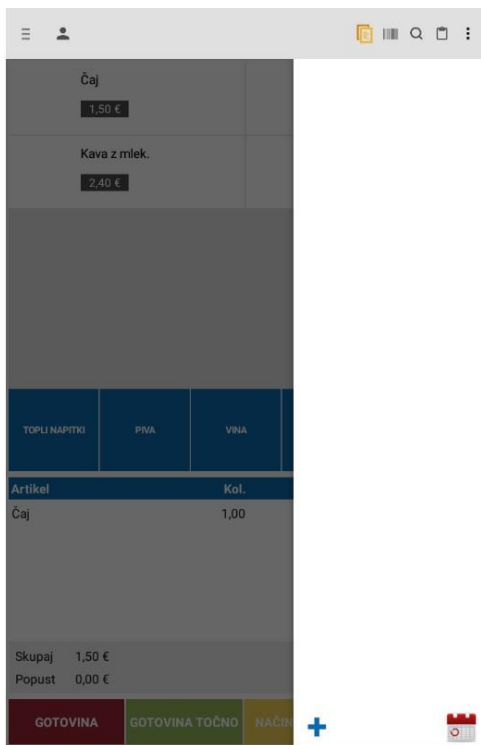 Čaj
1,50 €
Kava z mlek.
2,40 €
TOPLI NAPITKI PIVA VINA
Artikel Kol.
Čaj 1,00
Skupaj 1,50 €
Popust 0,00 €
GOTOVINA GOTOVINA TOČNO NAČIN